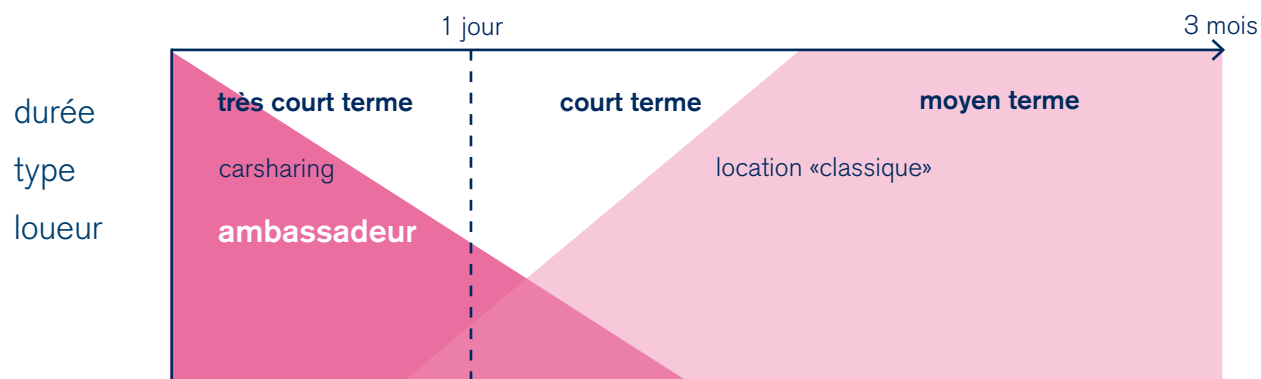 1 jour 3 mois
durée très court terme court terme moyen terme
type carsharing location «classique»
loueur ambassadeur